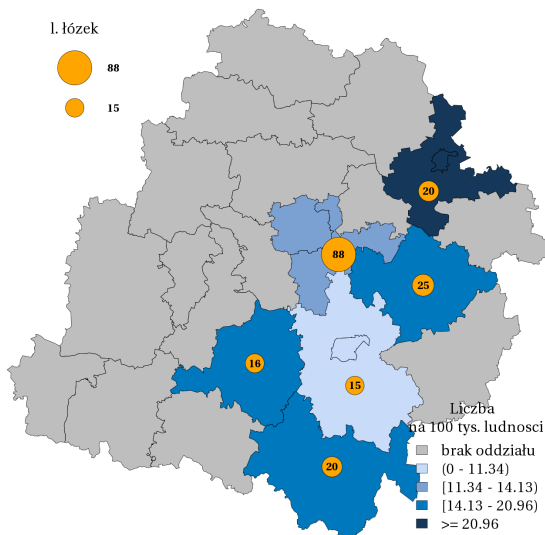 l. łózek
88
15
20
88
25
16
15
20
Liczba
na 100 tys. ludnosci
brak oddziału
(0 - 11.34)
[11.34 - 14.13)
[14.13 - 20.96)
>= 20.96